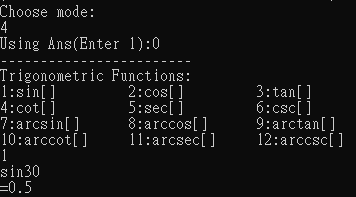 Choose mode:
4
Using Ans(Enter 1):0
------------------------
Trigonometric Functions:
1:sin[] 2:cos[] 3:tan[]
4:cot[] 5:sec[] 6:csc[]
7:arcsin[] 8:arccos[] 9:arctan[]
10:arccot[] 11:arcsec[] 12:arccsc[]
1
sin30
=0.5